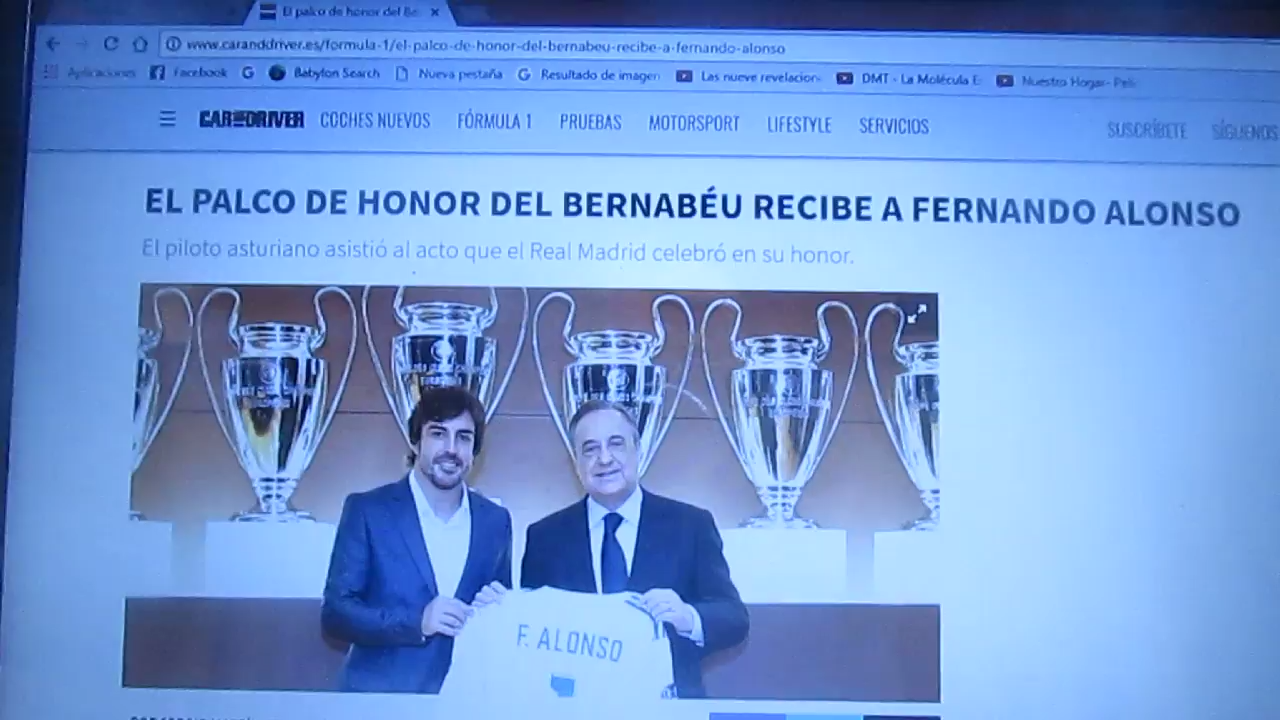 El palco de honor del Be
www.caranddriver.es/formula-1/el-palco-de-honor-del-bernabeu-recibe-a-fernando-alonso
Aplicaciones Facebook Babylon Search Nueva pestaña Resultado de imagen Las nueve revelacion DMT - La Molécula E Nuestro Hogar- Peli
CAR AND DRIVER COCHES NUEVOS FÓRMULA 1 PRUEBAS MOTORSPORT LIFESTYLE SERVICIOS SUSCRÍBETE SÍGUENOS
EL PALCO DE HONOR DEL BERNABÉU RECIBE A FERNANDO ALONSO
El piloto asturiano asistió al acto que el Real Madrid celebró en su honor.
F. ALONSO